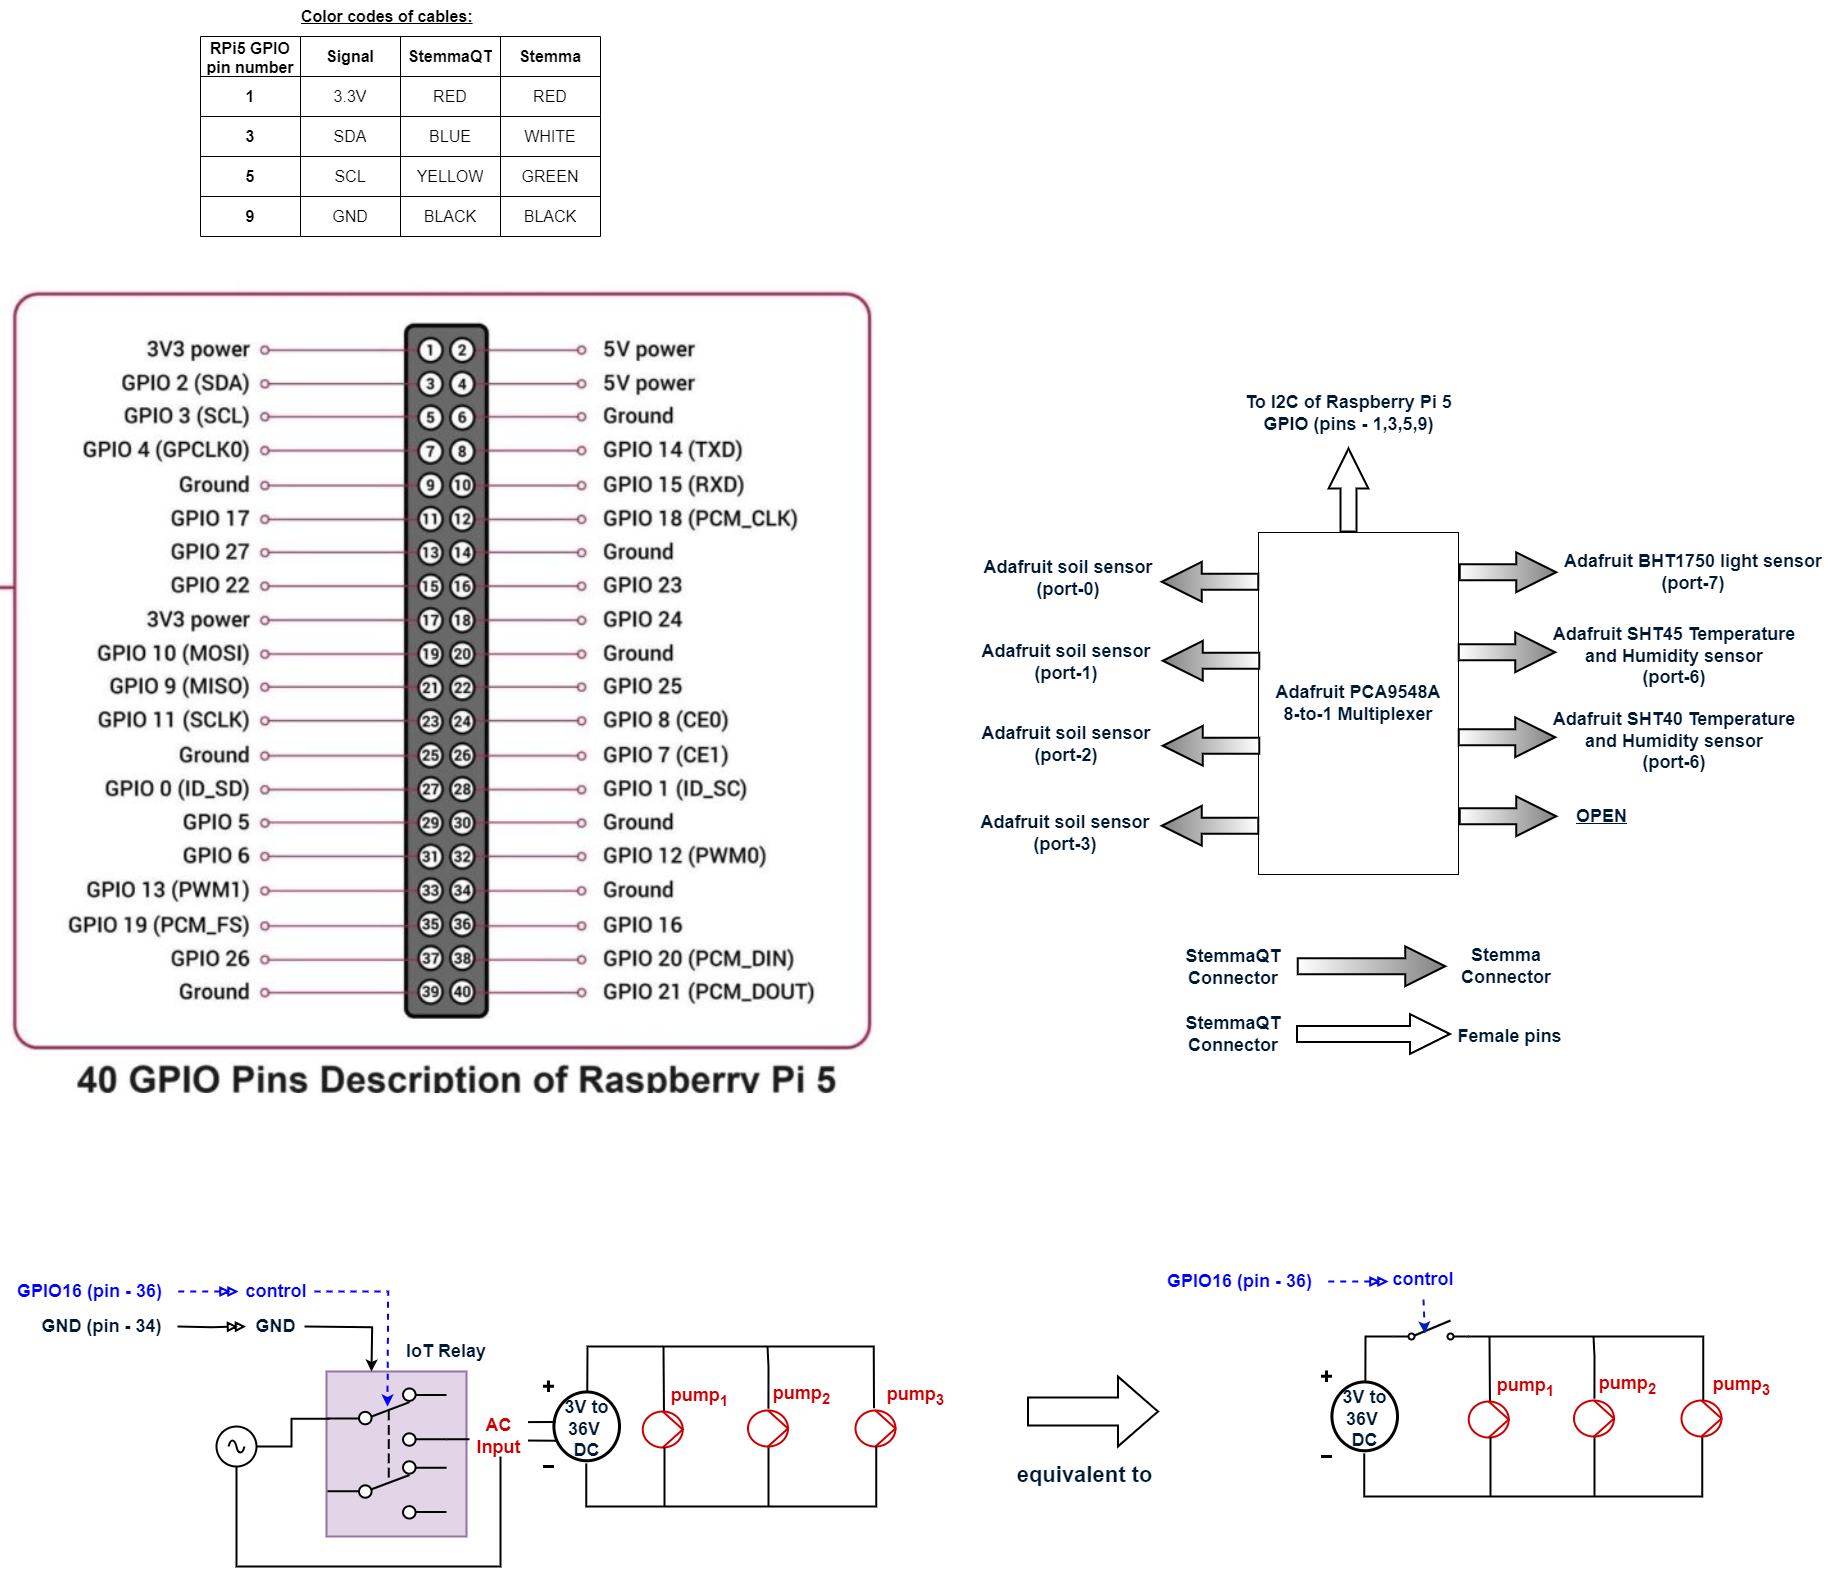 Color codes of cables:
RPi5 GPIO
pin number
Signal
StemmaQT
Stemma
1
3.3V
RED
RED
3
SDA
BLUE
WHITE
5
SCL
YELLOW
GREEN
9
GND
BLACK
BLACK
3V3 power 1 2 5V power
GPIO 2 (SDA) 3 4 5V power
GPIO 3 (SCL) 5 6 Ground
GPIO 4 (GPCLK0) 7 8 GPIO 14 (TXD)
Ground 9 10 GPIO 15 (RXD)
GPIO 17 11 12 GPIO 18 (PCM_CLK)
GPIO 27 13 14 Ground
GPIO 22 15 16 GPIO 23
3V3 power 17 18 GPIO 24
GPIO 10 (MOSI) 19 20 Ground
GPIO 9 (MISO) 21 22 GPIO 25
GPIO 11 (SCLK) 23 24 GPIO 8 (CE0)
Ground 25 26 GPIO 7 (CE1)
GPIO 0 (ID_SD) 27 28 GPIO 1 (ID_SC)
GPIO 5 29 30 Ground
GPIO 6 31 32 GPIO 12 (PWM0)
GPIO 13 (PWM1) 33 34 Ground
GPIO 19 (PCM_FS) 35 36 GPIO 16
GPIO 26 37 38 GPIO 20 (PCM_DIN)
Ground 39 40 GPIO 21 (PCM_DOUT)
40 GPIO Pins Description of Raspberry Pi 5
To I2C of Raspberry Pi 5
GPIO (pins - 1,3,5,9)
Adafruit soil sensor
(port-0)
Adafruit soil sensor
(port-1)
Adafruit soil sensor
(port-2)
Adafruit soil sensor
(port-3)
Adafruit PCA9548A
8-to-1 Multiplexer
Adafruit BHT1750 light sensor
(port-7)
Adafruit SHT45 Temperature
and Humidity sensor
(port-6)
Adafruit SHT40 Temperature
and Humidity sensor
(port-6)
OPEN
StemmaQT
Connector
Stemma
Connector
StemmaQT
Connector
Female pins
GPIO16 (pin - 36)
control
GND (pin - 34)
GND
IoT Relay
AC
Input
+
3V to
36V
DC
−
pump1
pump2
pump3
equivalent to
GPIO16 (pin - 36)
control
+
3V to
36V
DC
−
pump1
pump2
pump3